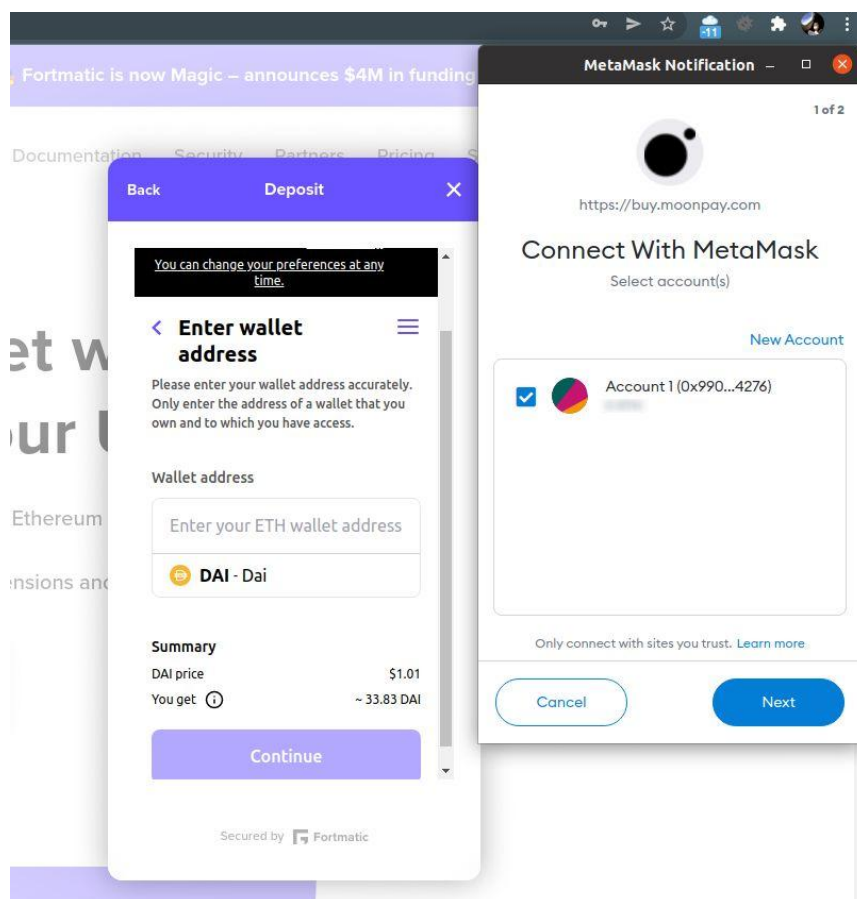 -11
Fortmatic is now Magic – announces $4M in funding
Documentation Security Partners Pricing S
et w
our U
Ethereum
ensions and
Back Deposit
You can change your preferences at any
time.
Enter wallet
address
Please enter your wallet address accurately.
Only enter the address of a wallet that you
own and to which you have access.
Wallet address
Enter your ETH wallet address
DAI - Dai
Summary
DAI price $1.01
You get ~ 33.83 DAI
Continue
Secured by Fortmatic
MetaMask Notification
1 of 2
https://buy.moonpay.com
Connect With MetaMask
Select account(s)
New Account
Account 1 (0x990...4276)
Only connect with sites you trust. Learn more
Cancel Next